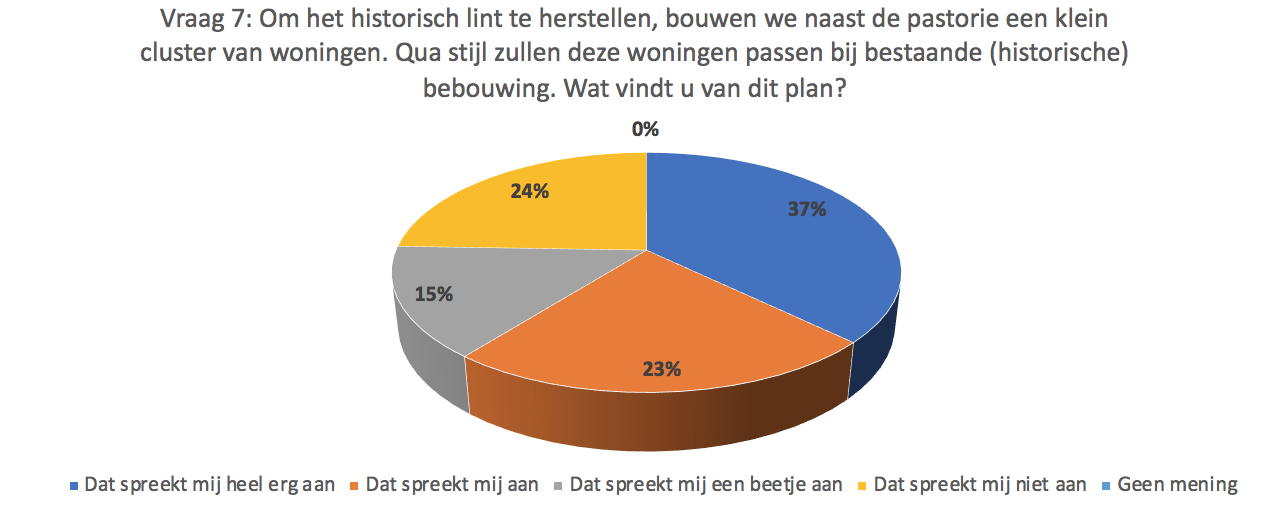 Vraag 7: Om het historisch lint te herstellen, bouwen we naast de pastorie een klein
cluster van woningen. Qua stijl zullen deze woningen passen bij bestaande (historische)
bebouwing. Wat vindt u van dit plan?
0%
24%
37%
15%
23%
Dat spreekt mij heel erg aan Dat spreekt mij aan Dat spreekt mij een beetje aan Dat spreekt mij niet aan Geen mening